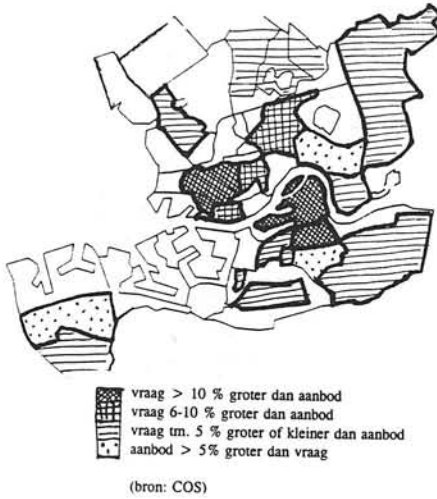 vraag > 10 % groter dan aanbod
vraag 6-10 % groter dan aanbod
vraag tm. 5 % groter of kleiner dan aanbod
aanbod > 5% groter dan vraag
(bron: COS)